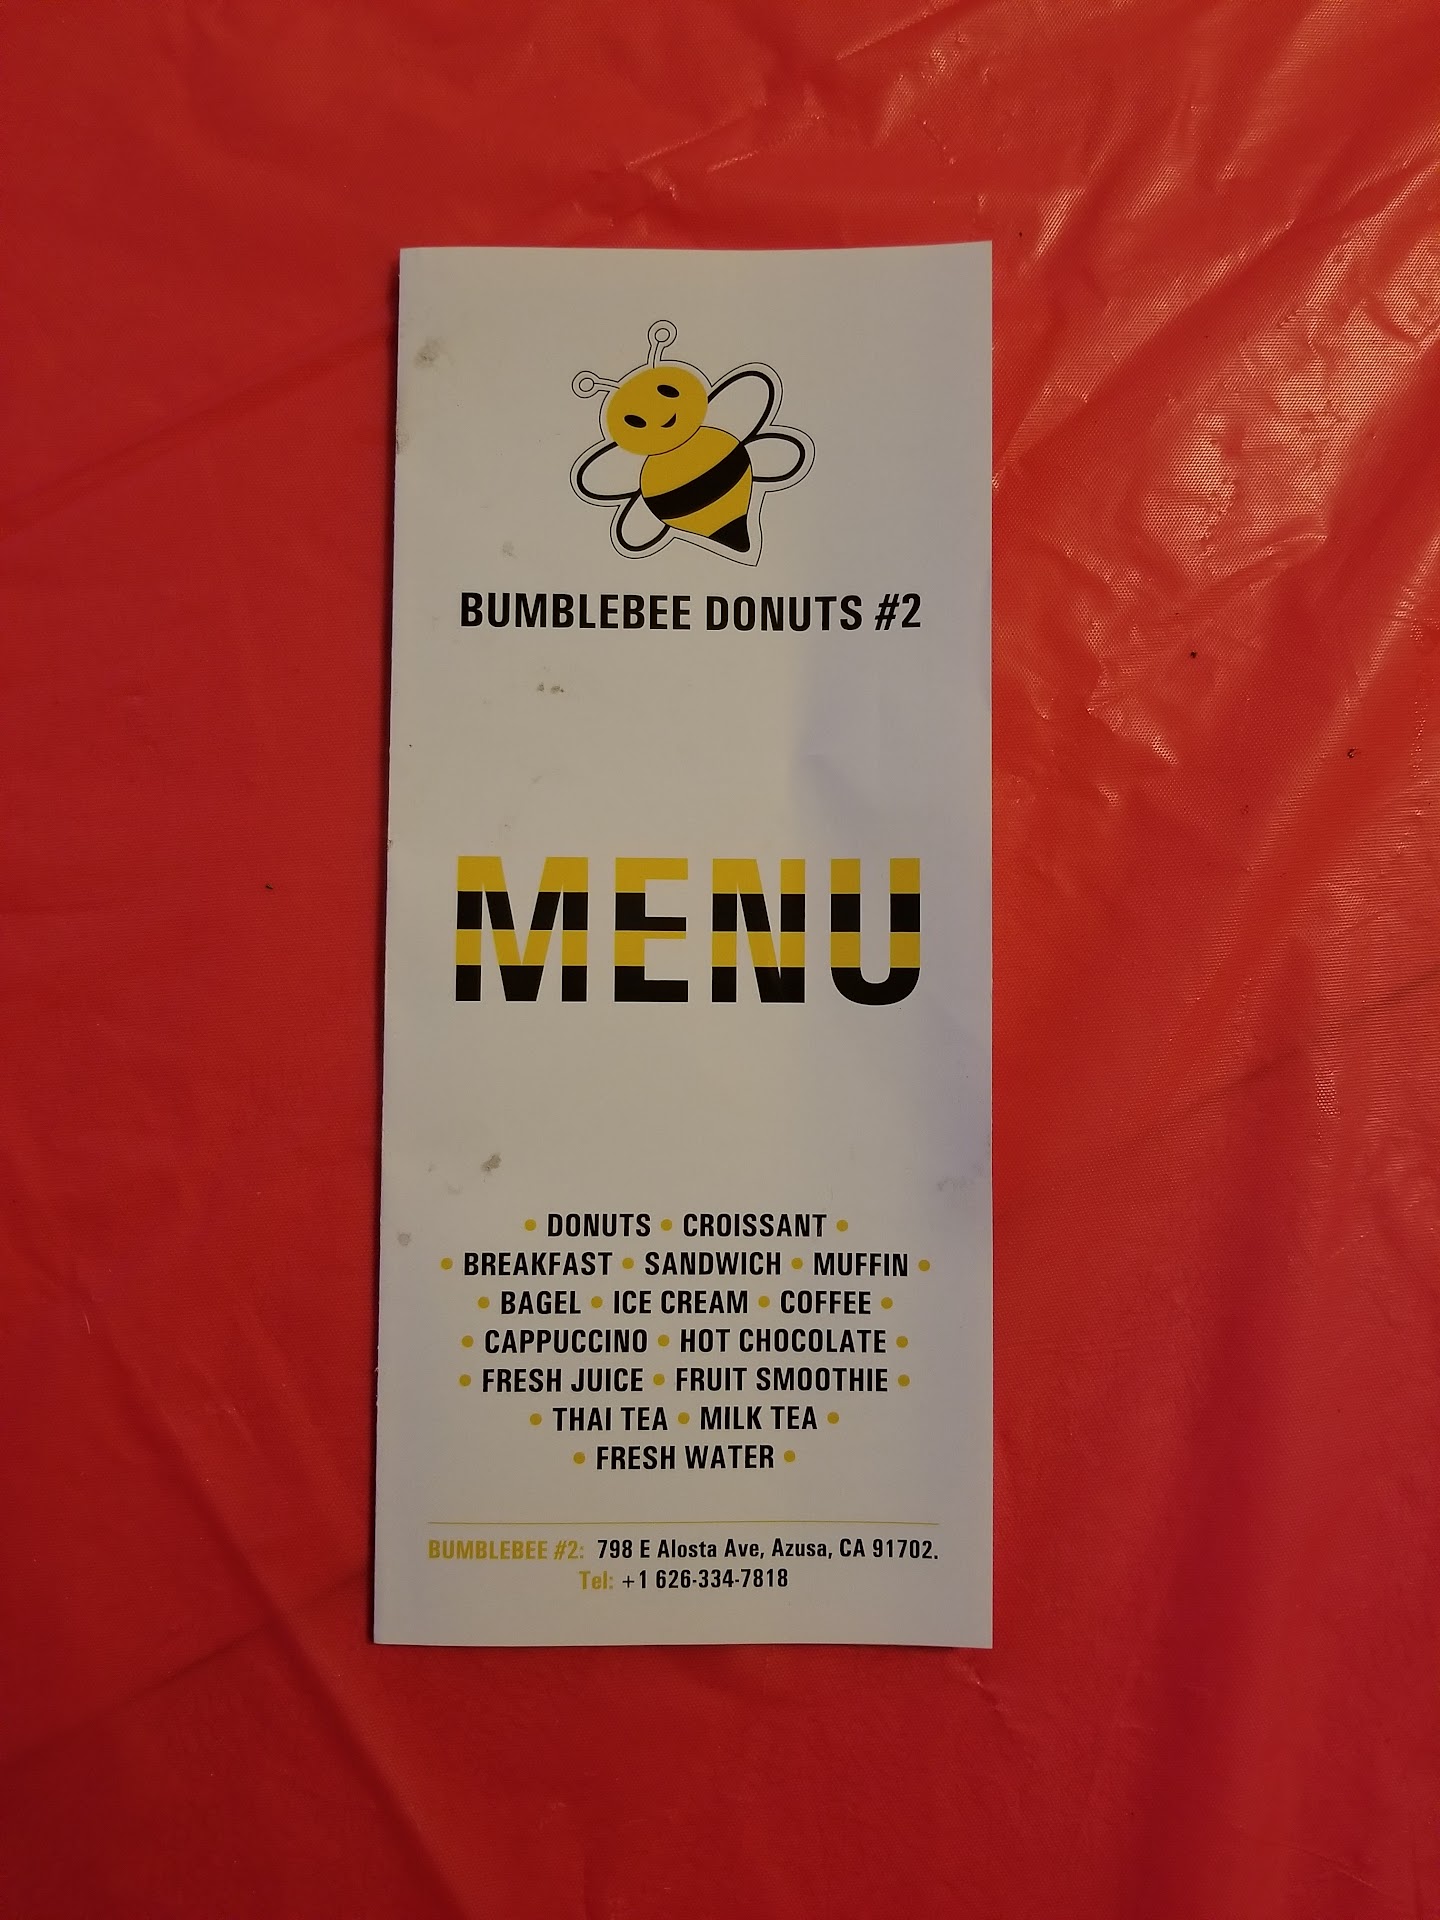 BUMBLEBEE DONUTS #2
MENU
• DONUTS • CROISSANT •
• BREAKFAST • SANDWICH • MUFFIN •
• BAGEL • ICE CREAM • COFFEE •
• CAPPUCCINO • HOT CHOCOLATE •
• FRESH JUICE • FRUIT SMOOTHIE •
• THAI TEA • MILK TEA •
• FRESH WATER •
BUMBLEBEE #2: 798 E Alosta Ave, Azusa, CA 91702.
Tel: +1 626-334-7818